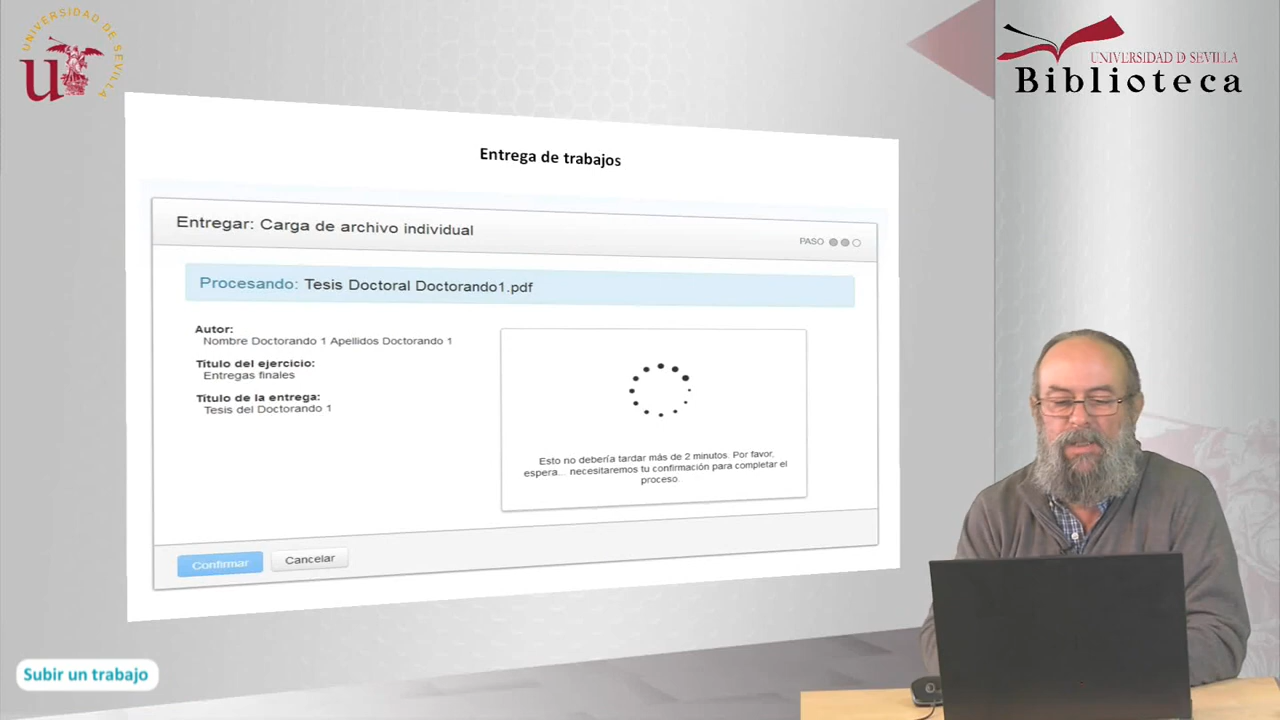 UNIVERSIDAD DE SEVILLA
US
UNIVERSIDAD D SEVILLA
Biblioteca
Entrega de trabajos
Entregar: Carga de archivo individual
PASO
Procesando: Tesis Doctoral Doctorando1.pdf
Autor:
Nombre Doctorando 1 Apellidos Doctorando 1
Título del ejercicio:
Entregas finales
Título de la entrega:
Tesis del Doctorando 1
Esto no debería tardar más de 2 minutos. Por favor,
espera... necesitaremos tu confirmación para completar el
proceso.
Confirmar
Cancelar
Subir un trabajo